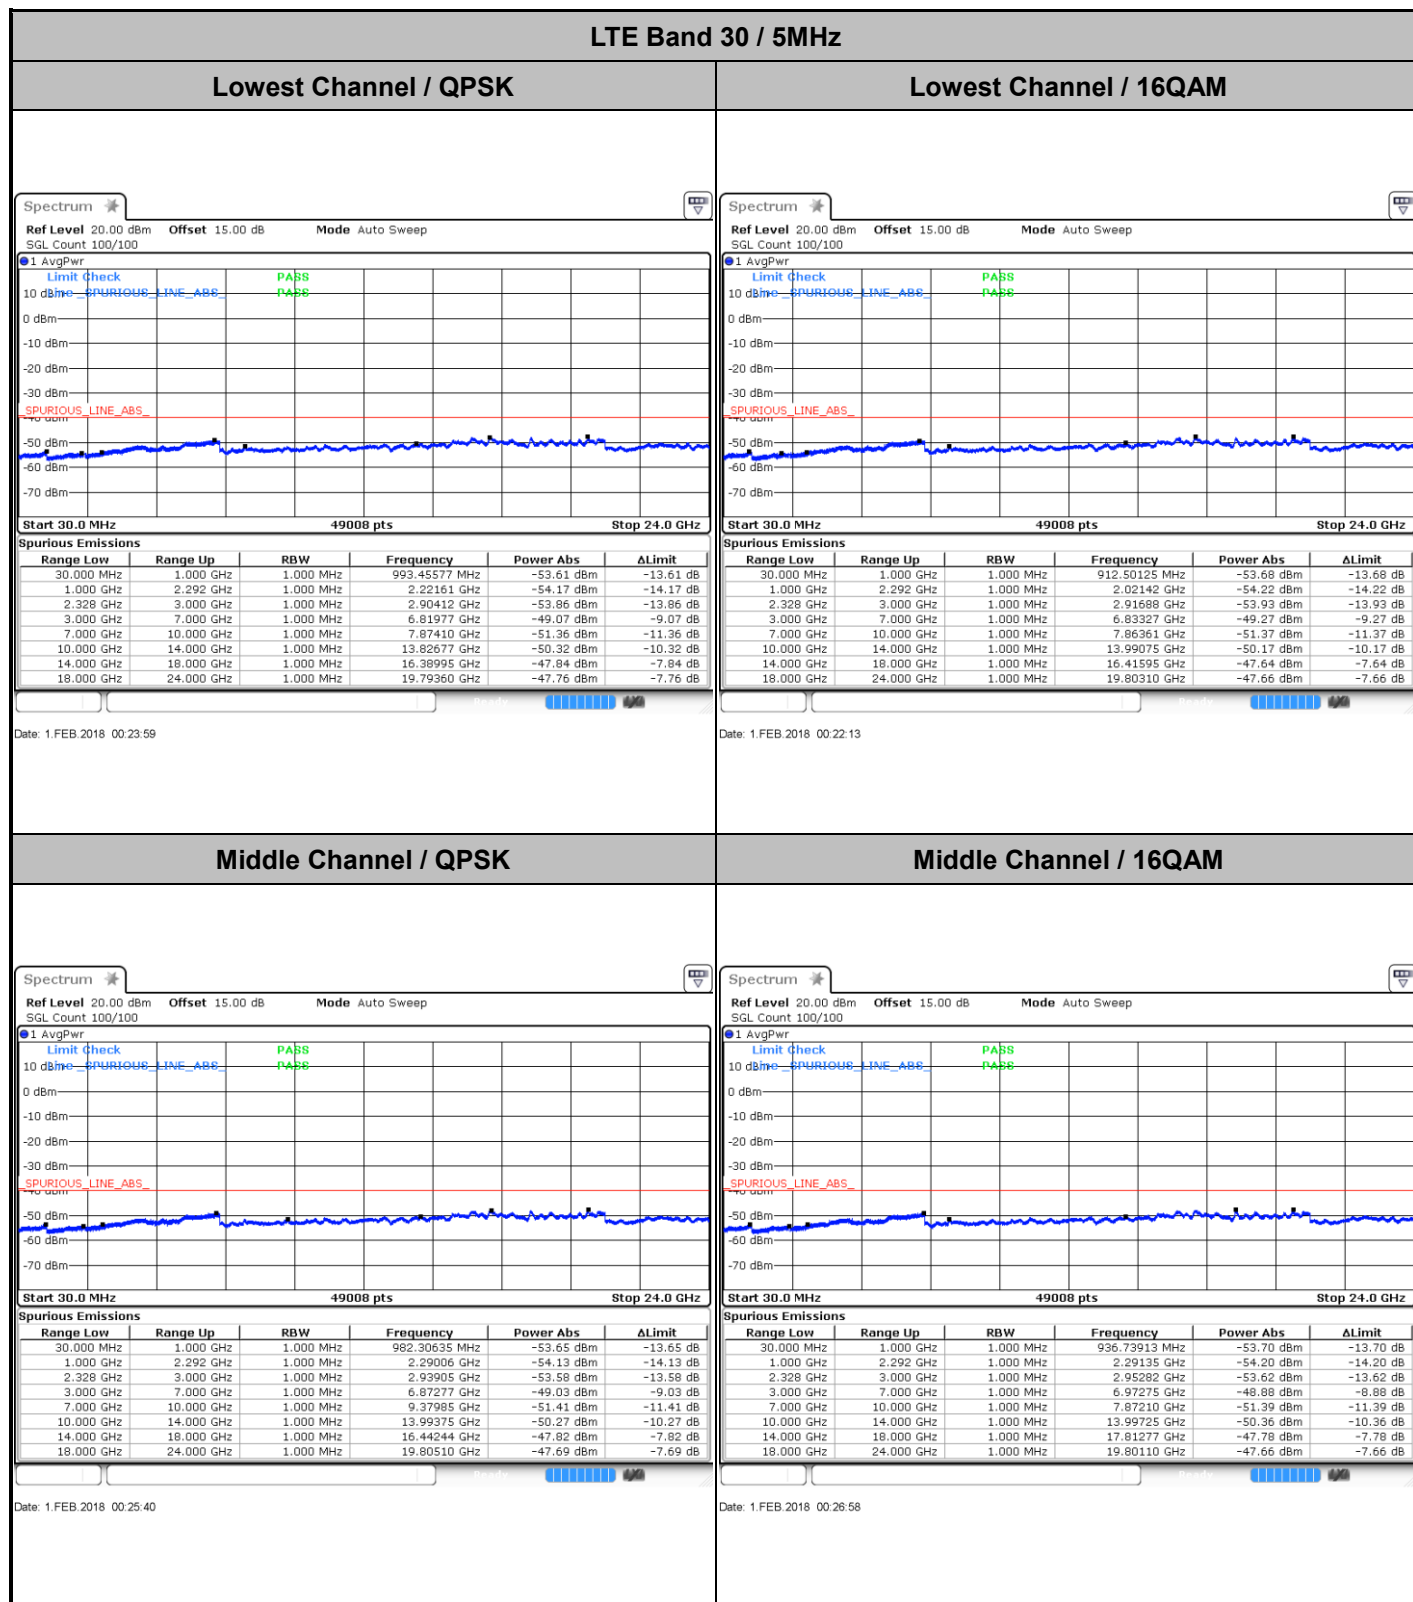 LTE Band 30 / 5MHz
Lowest Channel / QPSK
Lowest Channel / 16QAM
Spectrum
Ref Level 20.00 dBm Offset 15.00 dB Mode Auto Sweep
SGL Count 100/100
1 AvgPwr
Limit Check PASS
10 dBm
Line _SPURIOUS_LINE_ABS_ PASS
0 dBm
-10 dBm
-20 dBm
-30 dBm
_SPURIOUS_LINE_ABS_
-40 dBm
-50 dBm
-60 dBm
-70 dBm
Start 30.0 MHz 49008 pts Stop 24.0 GHz
Spurious Emissions
Range Low Range Up RBW Frequency Power Abs ΔLimit
30.000 MHz 1.000 GHz 1.000 MHz 993.45577 MHz -53.61 dBm -13.61 dB
1.000 GHz 2.292 GHz 1.000 MHz 2.22161 GHz -54.17 dBm -14.17 dB
2.328 GHz 3.000 GHz 1.000 MHz 2.90412 GHz -53.86 dBm -13.86 dB
3.000 GHz 7.000 GHz 1.000 MHz 6.81977 GHz -49.07 dBm -9.07 dB
7.000 GHz 10.000 GHz 1.000 MHz 7.87410 GHz -51.36 dBm -11.36 dB
10.000 GHz 14.000 GHz 1.000 MHz 13.82677 GHz -50.32 dBm -10.32 dB
14.000 GHz 18.000 GHz 1.000 MHz 16.38995 GHz -47.84 dBm -7.84 dB
18.000 GHz 24.000 GHz 1.000 MHz 19.79360 GHz -47.76 dBm -7.76 dB
Ready
Date: 1.FEB.2018 00:23:59
Spectrum
Ref Level 20.00 dBm Offset 15.00 dB Mode Auto Sweep
SGL Count 100/100
1 AvgPwr
Limit Check PASS
10 dBm
Line _SPURIOUS_LINE_ABS_ PASS
0 dBm
-10 dBm
-20 dBm
-30 dBm
_SPURIOUS_LINE_ABS_
-40 dBm
-50 dBm
-60 dBm
-70 dBm
Start 30.0 MHz 49008 pts Stop 24.0 GHz
Spurious Emissions
Range Low Range Up RBW Frequency Power Abs ΔLimit
30.000 MHz 1.000 GHz 1.000 MHz 912.50125 MHz -53.68 dBm -13.68 dB
1.000 GHz 2.292 GHz 1.000 MHz 2.02142 GHz -54.22 dBm -14.22 dB
2.328 GHz 3.000 GHz 1.000 MHz 2.91688 GHz -53.93 dBm -13.93 dB
3.000 GHz 7.000 GHz 1.000 MHz 6.83327 GHz -49.27 dBm -9.27 dB
7.000 GHz 10.000 GHz 1.000 MHz 7.86361 GHz -51.37 dBm -11.37 dB
10.000 GHz 14.000 GHz 1.000 MHz 13.99075 GHz -50.17 dBm -10.17 dB
14.000 GHz 18.000 GHz 1.000 MHz 16.41595 GHz -47.64 dBm -7.64 dB
18.000 GHz 24.000 GHz 1.000 MHz 19.80310 GHz -47.66 dBm -7.66 dB
Ready
Date: 1.FEB.2018 00:22:13
Middle Channel / QPSK
Middle Channel / 16QAM
Spectrum
Ref Level 20.00 dBm Offset 15.00 dB Mode Auto Sweep
SGL Count 100/100
1 AvgPwr
Limit Check PASS
10 dBm
Line _SPURIOUS_LINE_ABS_ PASS
0 dBm
-10 dBm
-20 dBm
-30 dBm
_SPURIOUS_LINE_ABS_
-40 dBm
-50 dBm
-60 dBm
-70 dBm
Start 30.0 MHz 49008 pts Stop 24.0 GHz
Spurious Emissions
Range Low Range Up RBW Frequency Power Abs ΔLimit
30.000 MHz 1.000 GHz 1.000 MHz 982.30635 MHz -53.65 dBm -13.65 dB
1.000 GHz 2.292 GHz 1.000 MHz 2.29006 GHz -54.13 dBm -14.13 dB
2.328 GHz 3.000 GHz 1.000 MHz 2.93905 GHz -53.58 dBm -13.58 dB
3.000 GHz 7.000 GHz 1.000 MHz 6.87277 GHz -49.03 dBm -9.03 dB
7.000 GHz 10.000 GHz 1.000 MHz 9.37985 GHz -51.41 dBm -11.41 dB
10.000 GHz 14.000 GHz 1.000 MHz 13.99375 GHz -50.27 dBm -10.27 dB
14.000 GHz 18.000 GHz 1.000 MHz 16.44244 GHz -47.82 dBm -7.82 dB
18.000 GHz 24.000 GHz 1.000 MHz 19.80510 GHz -47.69 dBm -7.69 dB
Ready
Date: 1.FEB.2018 00:25:40
Spectrum
Ref Level 20.00 dBm Offset 15.00 dB Mode Auto Sweep
SGL Count 100/100
1 AvgPwr
Limit Check PASS
10 dBm
Line _SPURIOUS_LINE_ABS_ PASS
0 dBm
-10 dBm
-20 dBm
-30 dBm
_SPURIOUS_LINE_ABS_
-40 dBm
-50 dBm
-60 dBm
-70 dBm
Start 30.0 MHz 49008 pts Stop 24.0 GHz
Spurious Emissions
Range Low Range Up RBW Frequency Power Abs ΔLimit
30.000 MHz 1.000 GHz 1.000 MHz 936.73913 MHz -53.70 dBm -13.70 dB
1.000 GHz 2.292 GHz 1.000 MHz 2.29135 GHz -54.20 dBm -14.20 dB
2.328 GHz 3.000 GHz 1.000 MHz 2.95282 GHz -53.62 dBm -13.62 dB
3.000 GHz 7.000 GHz 1.000 MHz 6.97275 GHz -48.88 dBm -8.88 dB
7.000 GHz 10.000 GHz 1.000 MHz 7.87210 GHz -51.39 dBm -11.39 dB
10.000 GHz 14.000 GHz 1.000 MHz 13.99725 GHz -50.36 dBm -10.36 dB
14.000 GHz 18.000 GHz 1.000 MHz 17.81277 GHz -47.78 dBm -7.78 dB
18.000 GHz 24.000 GHz 1.000 MHz 19.80110 GHz -47.66 dBm -7.66 dB
Ready
Date: 1.FEB.2018 00:26:58